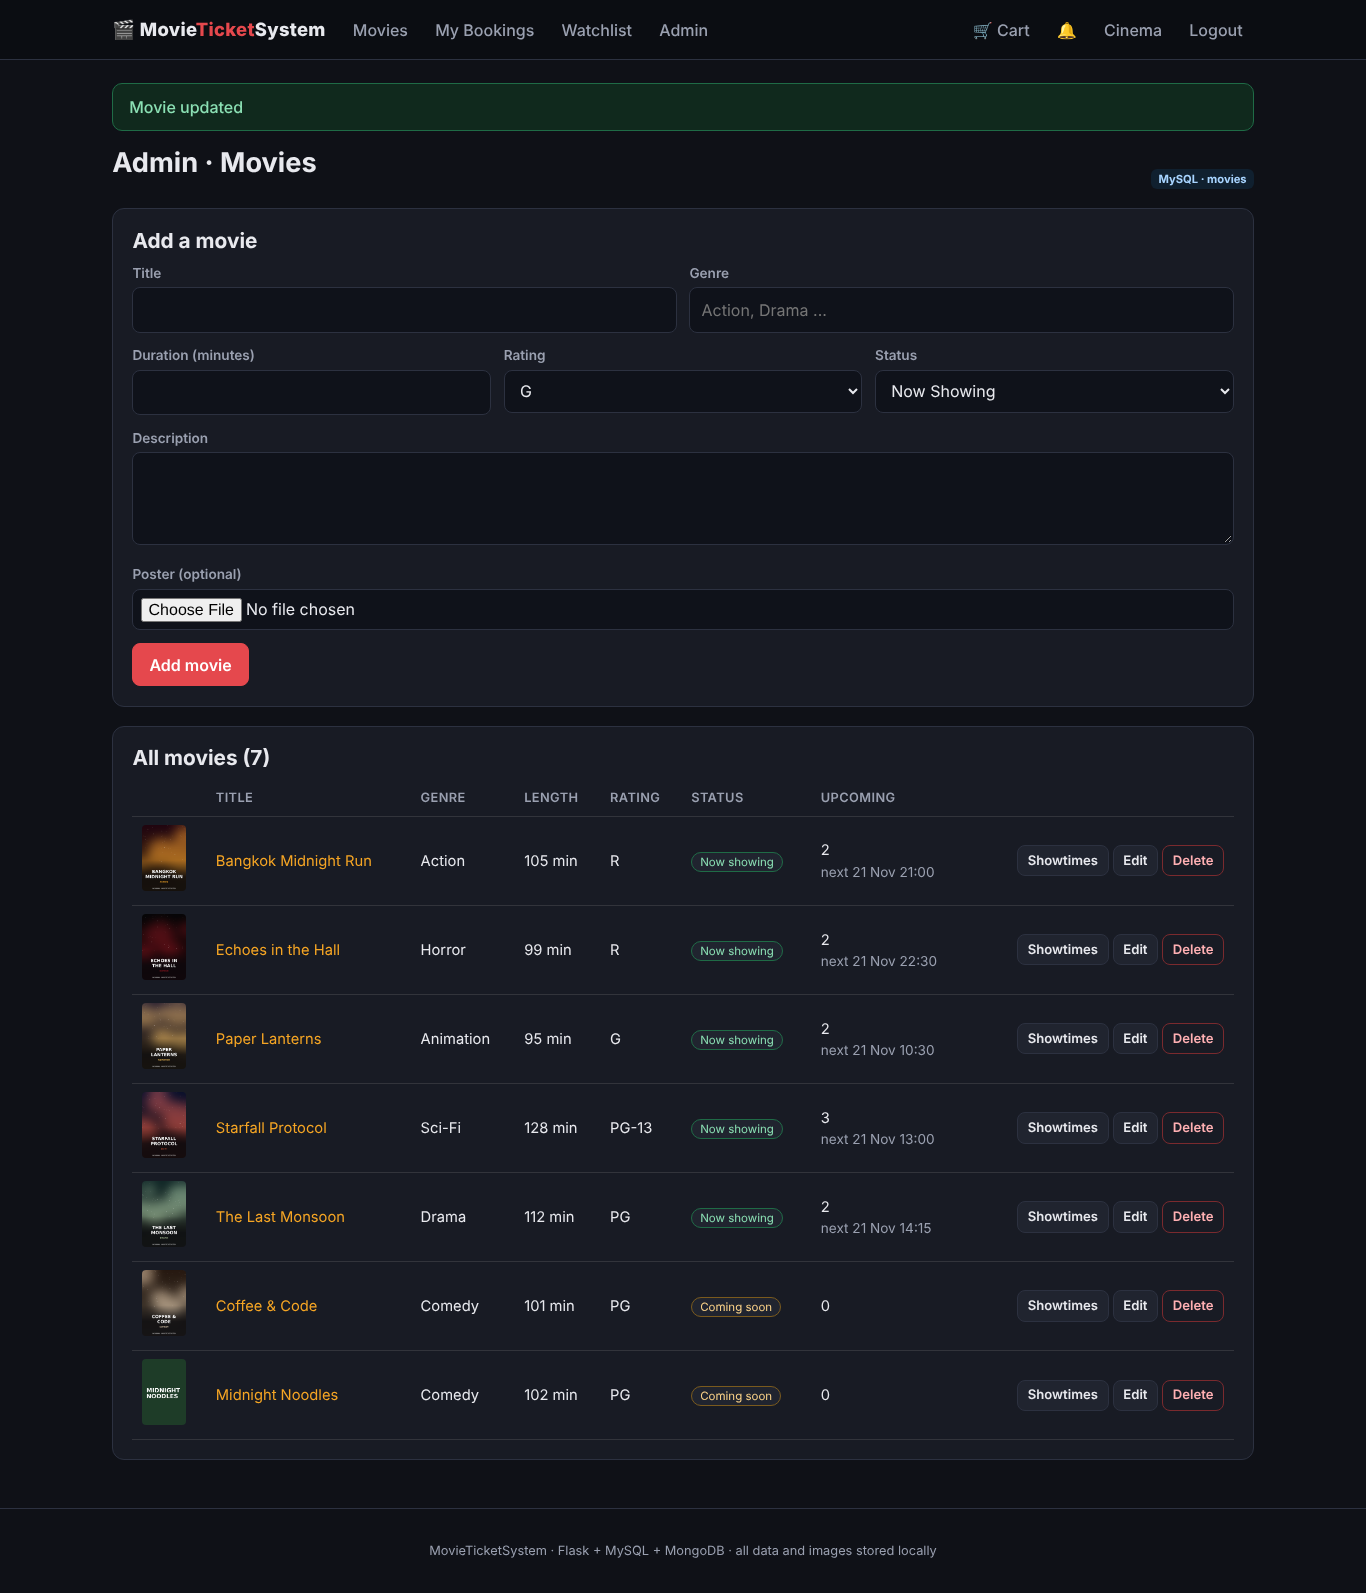 🎬 MovieTicketSystem Movies My Bookings Watchlist Admin 🛒 Cart 🔔 Cinema Logout
Movie updated
Admin · Movies
MySQL · movies
Add a movie
Title Genre
Action, Drama ...
Duration (minutes) Rating Status
G Now Showing
Description
Poster (optional)
Choose File No file chosen
Add movie
All movies (7)
TITLE GENRE LENGTH RATING STATUS UPCOMING
BANGKOK
MIDNIGHT RUN
Bangkok Midnight Run Action 105 min R Now showing 2
next 21 Nov 21:00
Showtimes Edit Delete
ECHOES IN
THE HALL
Echoes in the Hall Horror 99 min R Now showing 2
next 21 Nov 22:30
Showtimes Edit Delete
PAPER
LANTERNS
Paper Lanterns Animation 95 min G Now showing 2
next 21 Nov 10:30
Showtimes Edit Delete
STARFALL
PROTOCOL
Starfall Protocol Sci-Fi 128 min PG-13 Now showing 3
next 21 Nov 13:00
Showtimes Edit Delete
THE LAST
MONSOON
The Last Monsoon Drama 112 min PG Now showing 2
next 21 Nov 14:15
Showtimes Edit Delete
COFFEE &
CODE
Coffee & Code Comedy 101 min PG Coming soon 0
Showtimes Edit Delete
MIDNIGHT
NOODLES
Midnight Noodles Comedy 102 min PG Coming soon 0
Showtimes Edit Delete
MovieTicketSystem · Flask + MySQL + MongoDB · all data and images stored locally